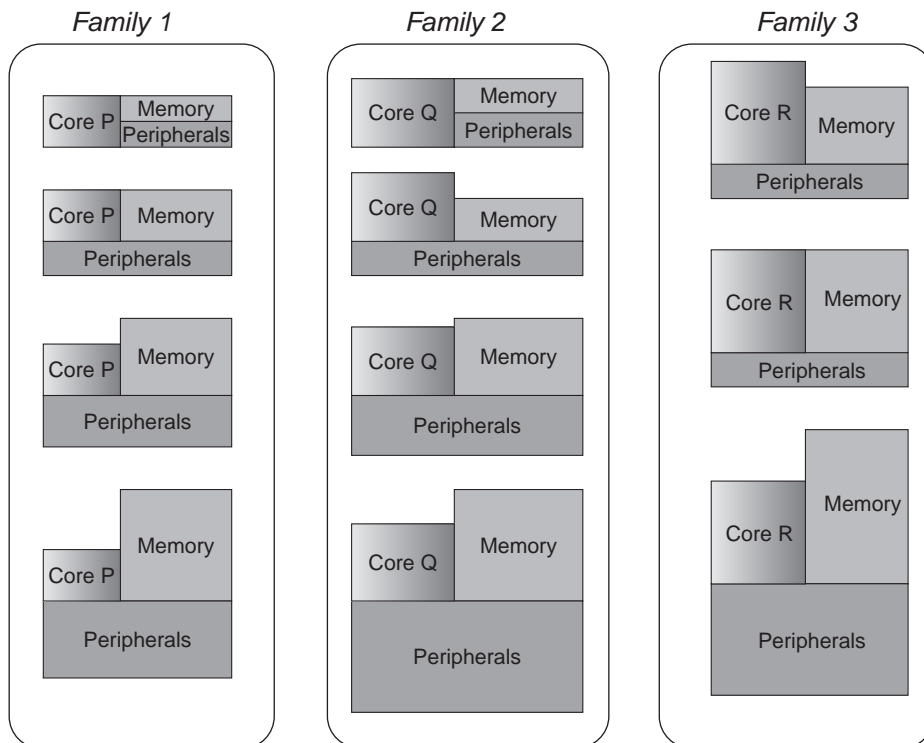 Family 1
Core P
Memory
Peripherals
Core P
Memory
Peripherals
Core P
Memory
Peripherals
Core P
Memory
Peripherals
Family 2
Core Q
Memory
Peripherals
Core Q
Memory
Peripherals
Core Q
Memory
Peripherals
Core Q
Memory
Peripherals
Family 3
Core R
Memory
Peripherals
Core R
Memory
Peripherals
Core R
Memory
Peripherals